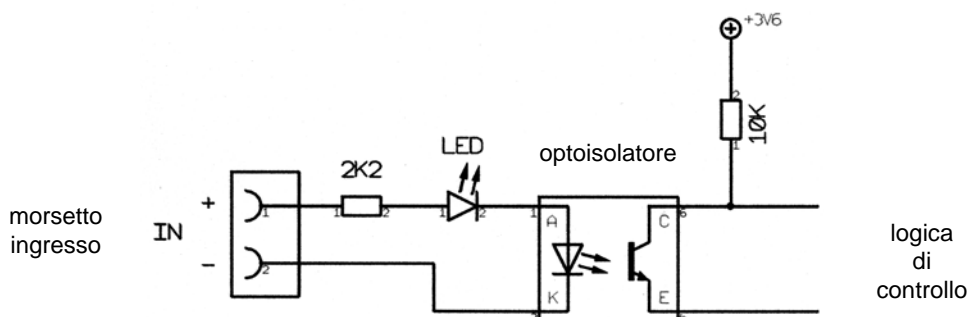 +3V6
2
10K
1
LED
optoisolatore
2K2
morsetto
ingresso
IN
+
1
1
2
1
2
1
A
C
6
-
2
K
E
logica
di
controllo